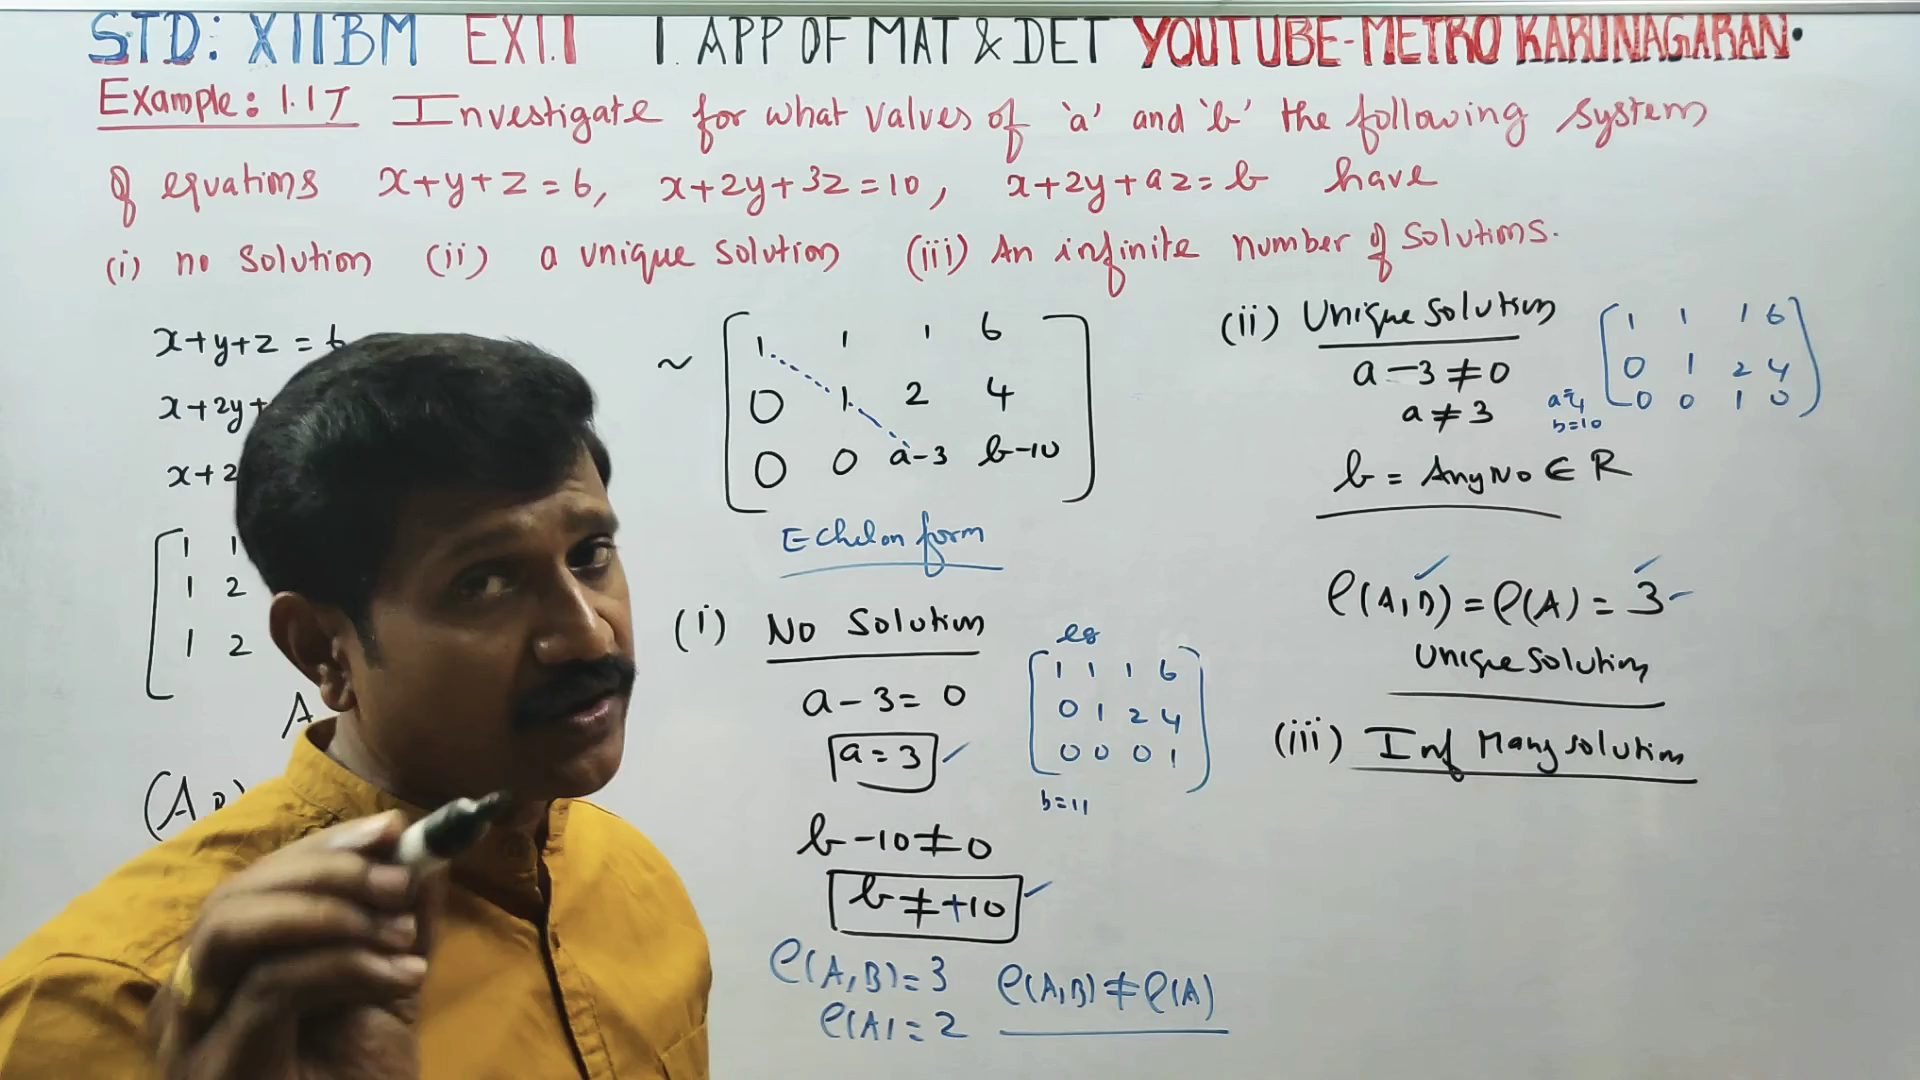 STD: XIIBM EX1.1 1. APP OF MAT & DET YOUTUBE-METRO KARUNAGARAN.
Example: 1.17 Investigate for what values of 'a' and 'b' the following system
of equations x+y+z=6, x+2y+3z=10, x+2y+az=b have
(i) no solution (ii) a unique solution (iii) An infinite number of solutions.
x+y+z = 6
x+2y+
x+2
1 1
1 2
1 2
A
(A B)
~ 1 1 1 6
0 1 2 4
0 0 a-3 b-10
Echelon form
(i) No Solution
a-3=0
a=3
b-10≠0
b≠+10
ρ(A,B)=3
ρ(A)=2
ρ(A,B)≠ρ(A)
eg
1 1 1 6
0 1 2 4
0 0 0 1
b=11
(ii) Unique Solution
a-3≠0
a≠3
b = Any No ∈ R
1 1 1 6
0 1 2 4
0 0 1 0
a=4
b=10
ρ(A,B)=ρ(A)=3
Unique Solution
(iii) Inf Many solution